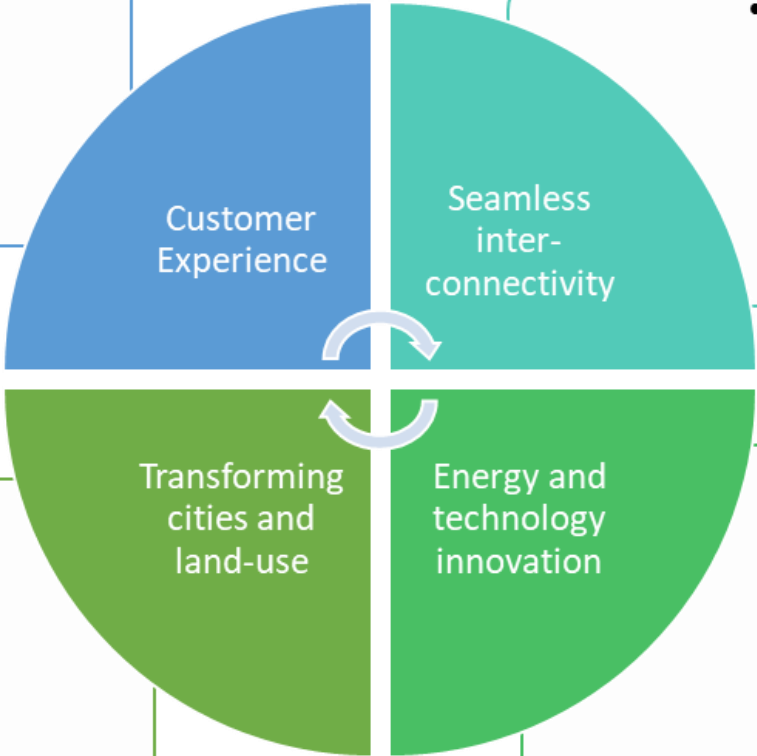 Customer
Experience
Seamless
inter-
connectivity
Transforming
cities and
land-use
Energy and
technology
innovation